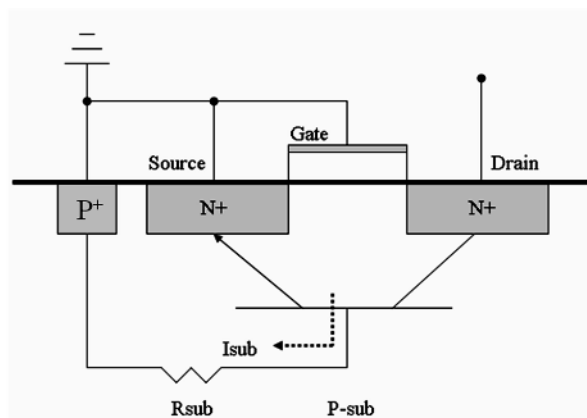 Gate
Source
Drain
P+
N+
N+
Isub
Rsub
P-sub